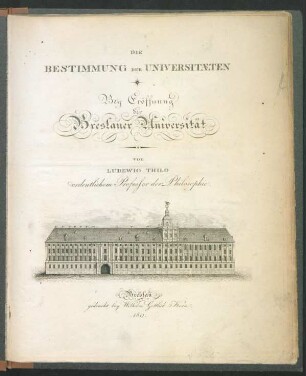 DIE
BESTIMMUNG DER UNIVERSITÆTEN
Bey Eröffnung
der
Breslauer Universität
VON
LUDEWIG THILO
ordentlichem Professor der Philosophie
Breslau
gedruckt bey Wilhelm Gottlieb Korn
1811.